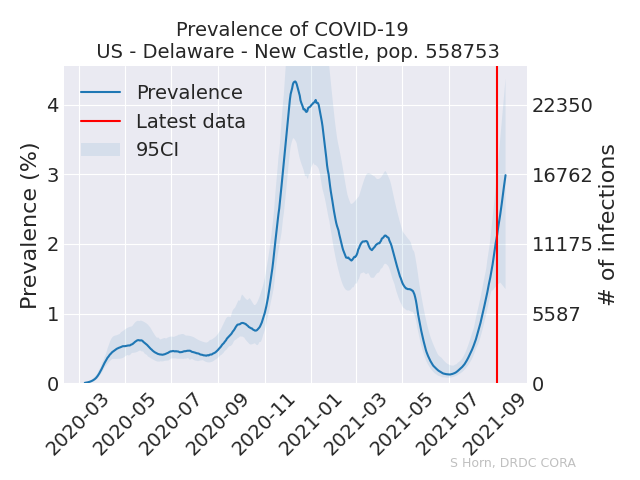 Prevalence of COVID-19
US - Delaware - New Castle, pop. 558753
Prevalence
Latest data
95CI
Prevalence (%)
4
3
2
1
0
22350
16762
11175
5587
0
# of infections
2020-03
2020-05
2020-07
2020-09
2020-11
2021-01
2021-03
2021-05
2021-07
2021-09
S Horn, DRDC CORA